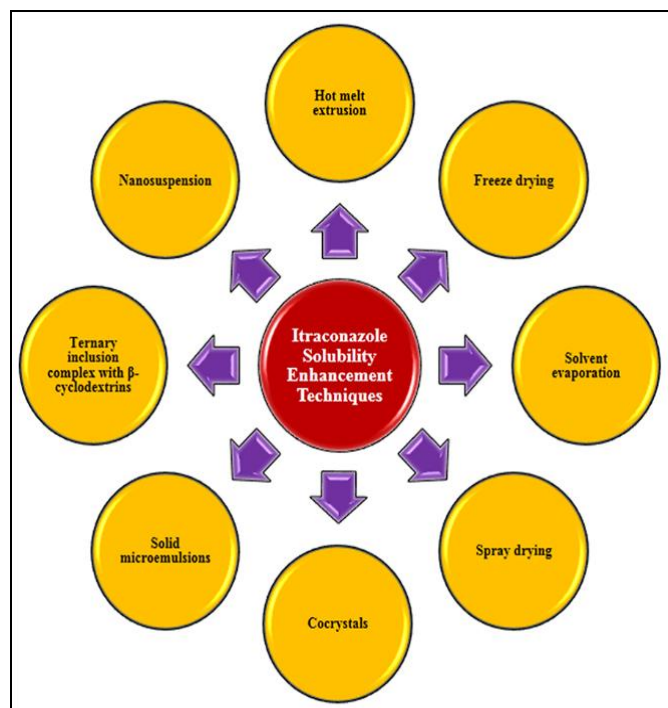 Hot melt
extrusion
Nanosuspension
Freeze drying
Itraconazole
Solubility
Enhancement
Techniques
Ternary
inclusion
complex with β-
cyclodextrins
Solvent
evaporation
Solid
microemulsions
Spray drying
Cocrystals